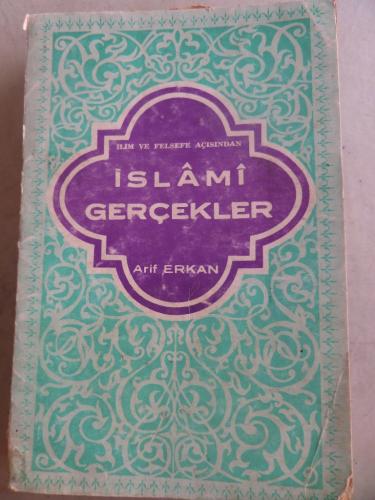 İLİM VE FELSEFE AÇISINDAN
İSLÂMÎ
GERÇEKLER
Arif ERKAN